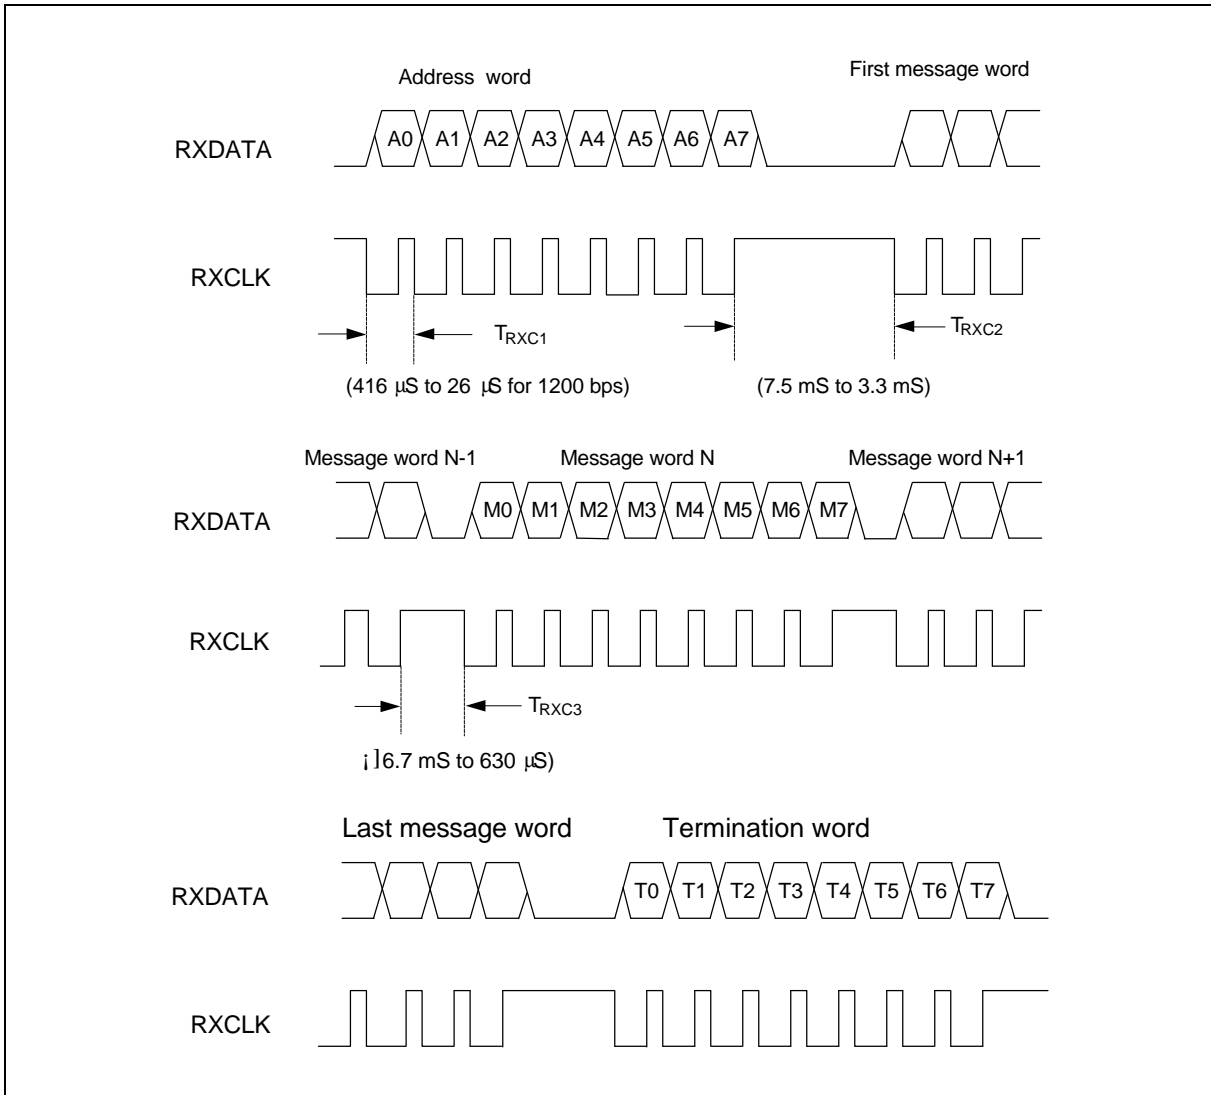 Address word First message word
RXDATA A0 A1 A2 A3 A4 A5 A6 A7
RXCLK
TRXC1 TRXC2
(416 µS to 26 µS for 1200 bps) (7.5 mS to 3.3 mS)
Message word N-1 Message word N Message word N+1
RXDATA M0 M1 M2 M3 M4 M5 M6 M7
RXCLK
TRXC3
¡]6.7 mS to 630 µS)
Last message word Termination word
RXDATA T0 T1 T2 T3 T4 T5 T6 T7
RXCLK